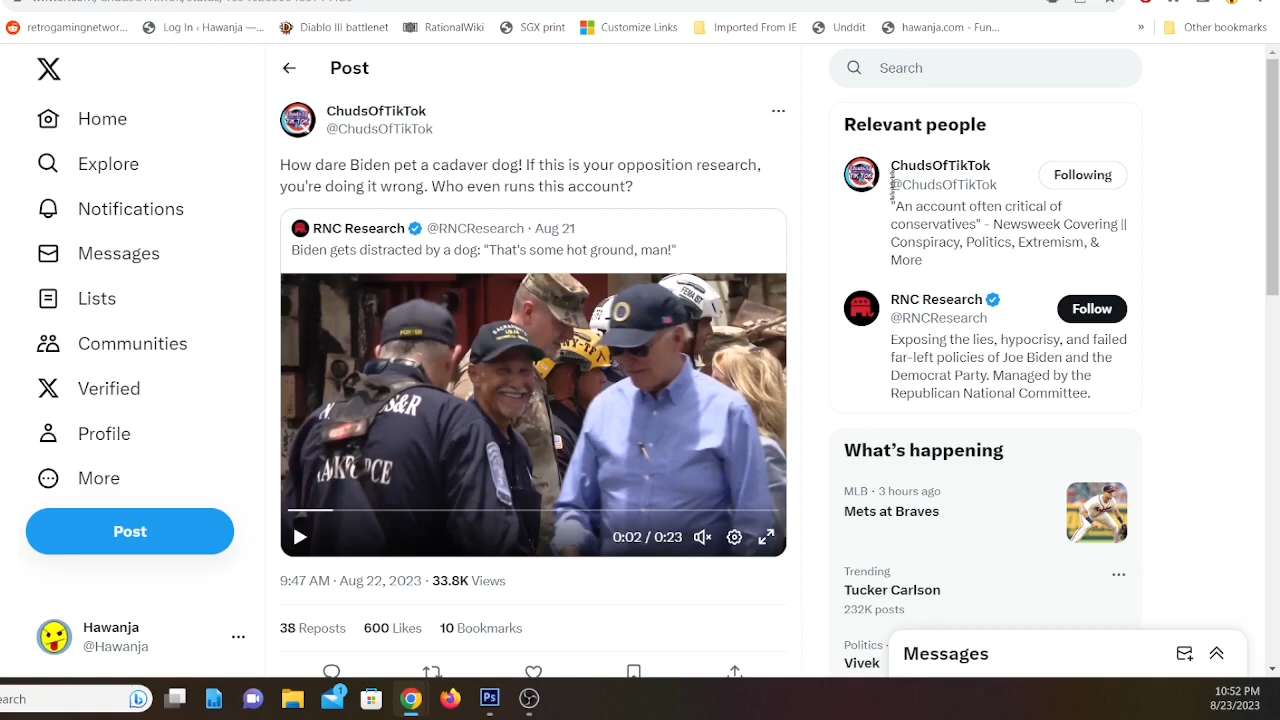 retrogamingnetwor...
Log In ‹ Hawanja —...
Diablo III battlenet
RationalWiki
SGX print
Customize Links
Imported From IE
Unddit
hawanja.com - Fun...
»
Other bookmarks
Home
Explore
Notifications
Messages
Lists
Communities
Verified
Profile
More
Post
Hawanja
@Hawanja
Post
ChudsOfTikTok
@ChudsOfTikTok
How dare Biden pet a cadaver dog! If this is your opposition research,
you're doing it wrong. Who even runs this account?
RNC Research @RNCResearch · Aug 21
Biden gets distracted by a dog: "That's some hot ground, man!"
FEMA
0:02 / 0:23
9:47 AM · Aug 22, 2023 · 33.8K Views
38 Reposts 600 Likes 10 Bookmarks
Search
Relevant people
ChudsOfTikTok
@ChudsOfTikTok
Following
"An account often critical of
conservatives" - Newsweek Covering ||
Conspiracy, Politics, Extremism, &
More
RNC Research
@RNCResearch
Follow
Exposing the lies, hypocrisy, and failed
far-left policies of Joe Biden and the
Democrat Party. Managed by the
Republican National Committee.
What's happening
MLB · 3 hours ago
Mets at Braves
Trending
Tucker Carlson
232K posts
Politics ·
Vivek
Messages
earch
1
10:52 PM
8/23/2023